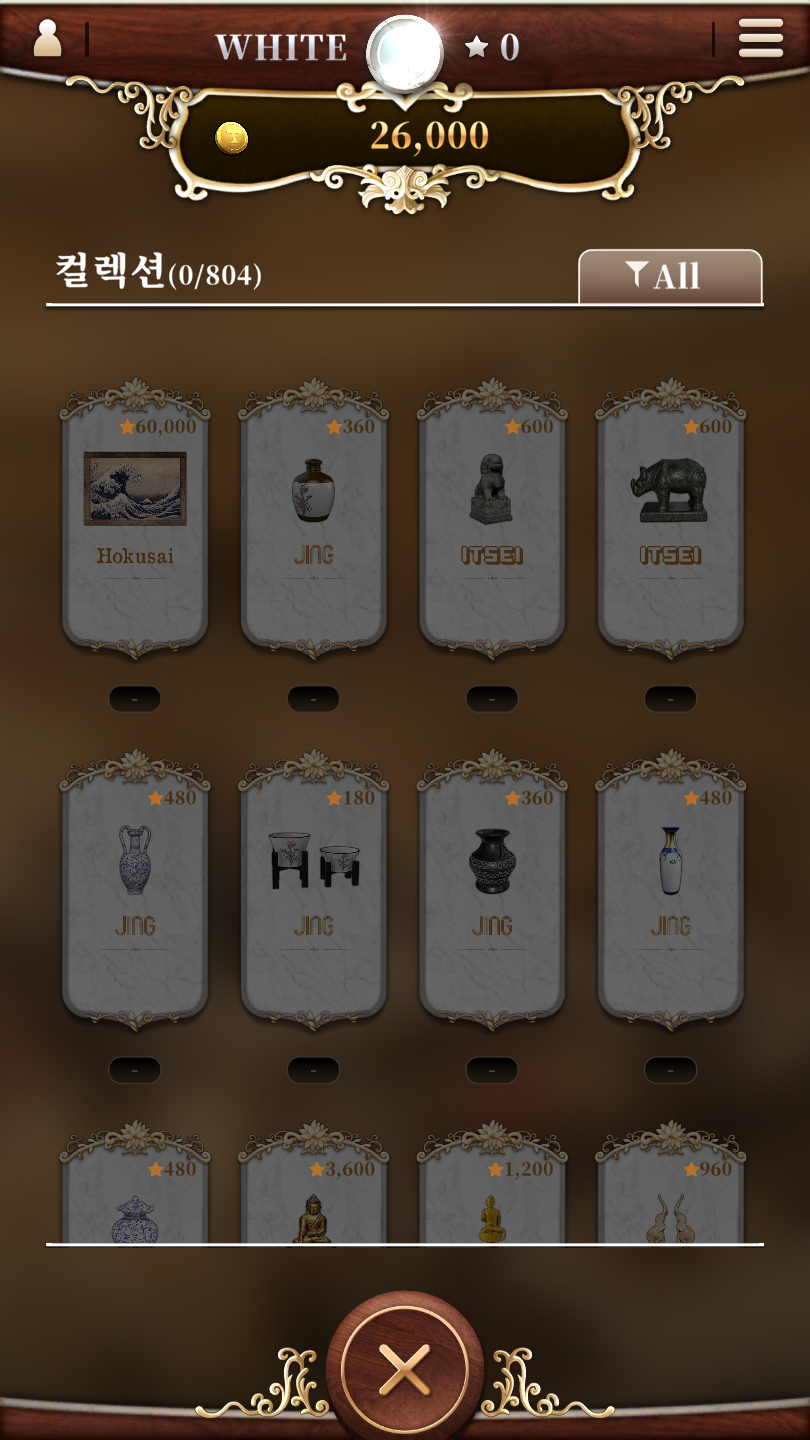 WHITE 0
26,000
컬렉션(0/804) All
60,000 360 600 600
Hokusai JING ITSEI ITSEI
- - - -
480 180 360 480
JING JING JING JING
- - - -
480 3,600 1,200 960